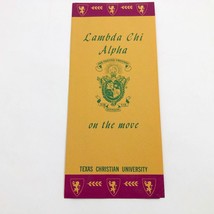 Lambda Chi
Alpha
on the move
TEXAS CHRISTIAN UNIVERSITY